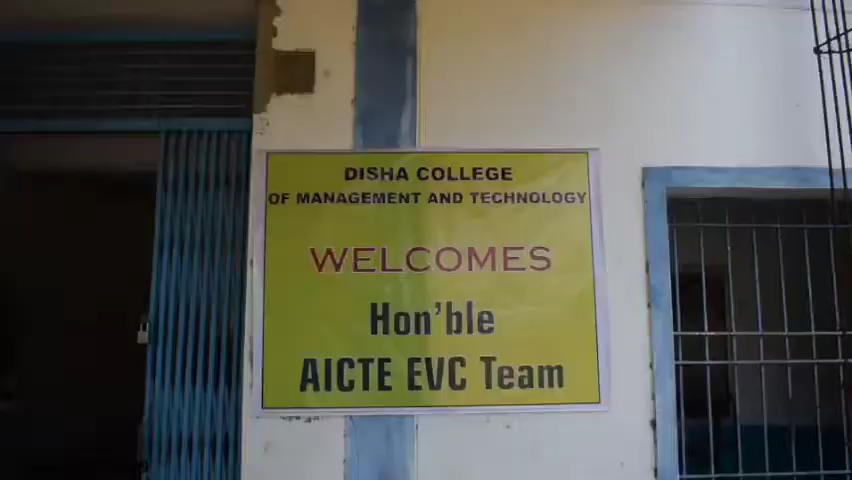 DISHA COLLEGE
OF MANAGEMENT AND TECHNOLOGY
WELCOMES
Hon'ble
AICTE EVC Team